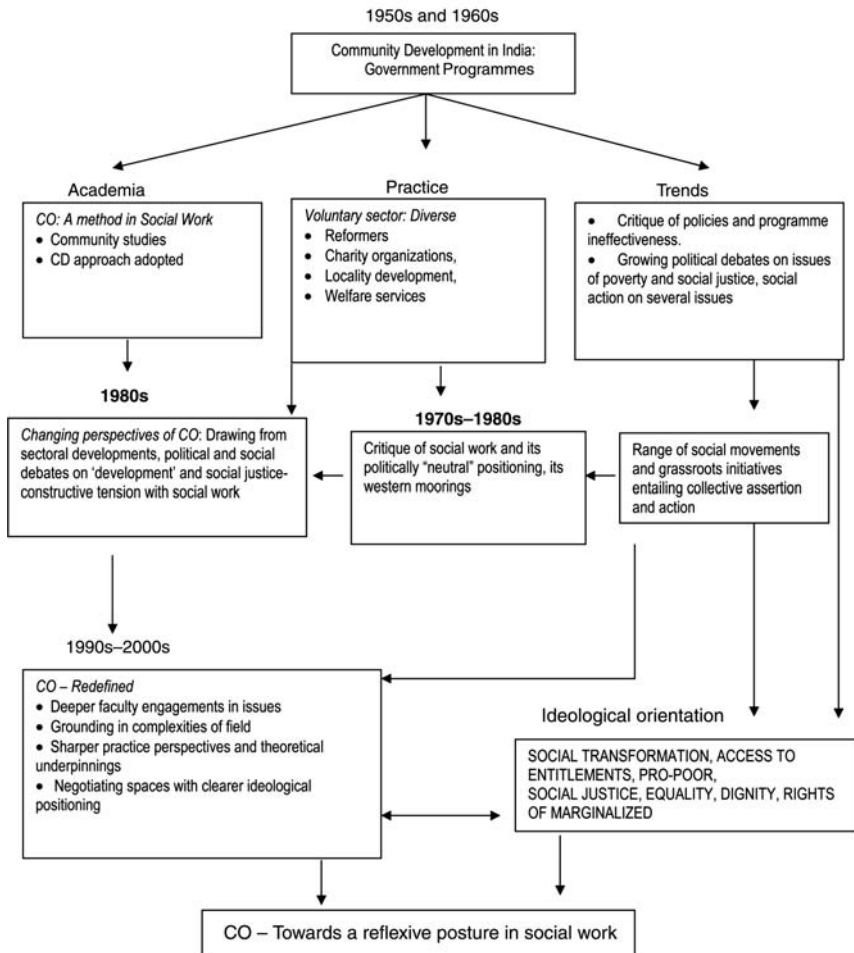 1950s and 1960s
Community Development in India:
Government Programmes
Academia
CO: A method in Social Work
● Community studies
● CD approach adopted
Practice
Voluntary sector: Diverse
● Reformers
● Charity organizations,
● Locality development,
● Welfare services
Trends
● Critique of policies and programme
ineffectiveness.
● Growing political debates on issues
of poverty and social justice, social
action on several issues
1980s
Changing perspectives of CO: Drawing from
sectoral developments, political and social
debates on ‘development’ and social justice-
constructive tension with social work
1970s–1980s
Critique of social work and its
politically “neutral” positioning, its
western moorings
Range of social movements
and grassroots initiatives
entailing collective assertion
and action
1990s–2000s
CO – Redefined
● Deeper faculty engagements in issues
● Grounding in complexities of field
● Sharper practice perspectives and theoretical
underpinnings
● Negotiating spaces with clearer ideological
positioning
Ideological orientation
SOCIAL TRANSFORMATION, ACCESS TO
ENTITLEMENTS, PRO-POOR,
SOCIAL JUSTICE, EQUALITY, DIGNITY, RIGHTS
OF MARGINALIZED
CO – Towards a reflexive posture in social work